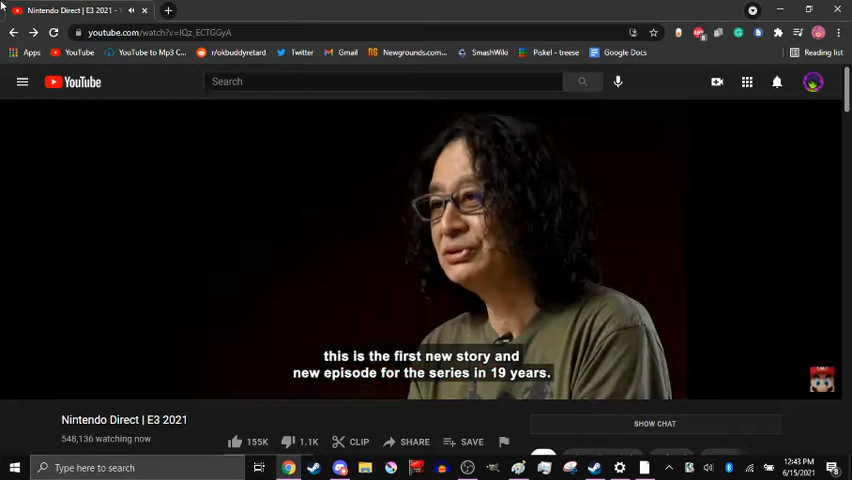 Nintendo Direct | E3 2021 -
youtube.com/watch?v=IQz_ECTGGyA
Apps YouTube YouTube to Mp3 C... r/okbuddyretard Twitter Gmail Newgrounds.com... SmashWiki Piskel - treese Google Docs Reading list
YouTube Search
this is the first new story and
new episode for the series in 19 years.
Nintendo Direct | E3 2021
SHOW CHAT
548,136 watching now
155K 1.1K CLIP SHARE SAVE
Type here to search
12:43 PM
6/15/2021
8